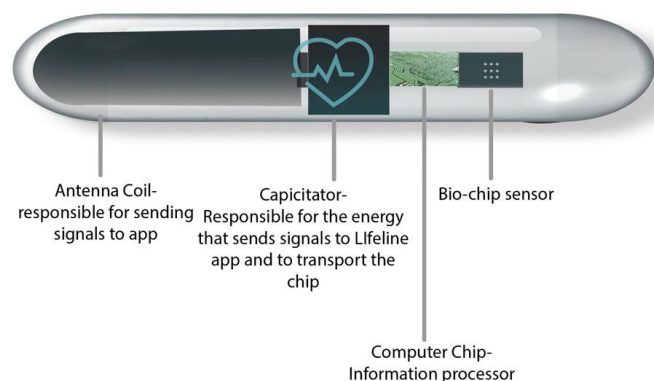 Antenna Coil-
responsible for sending
signals to app
Capicitator-
Responsible for the energy
that sends signals to LIfeline
app and to transport the
chip
Bio-chip sensor
Computer Chip-
Information processor